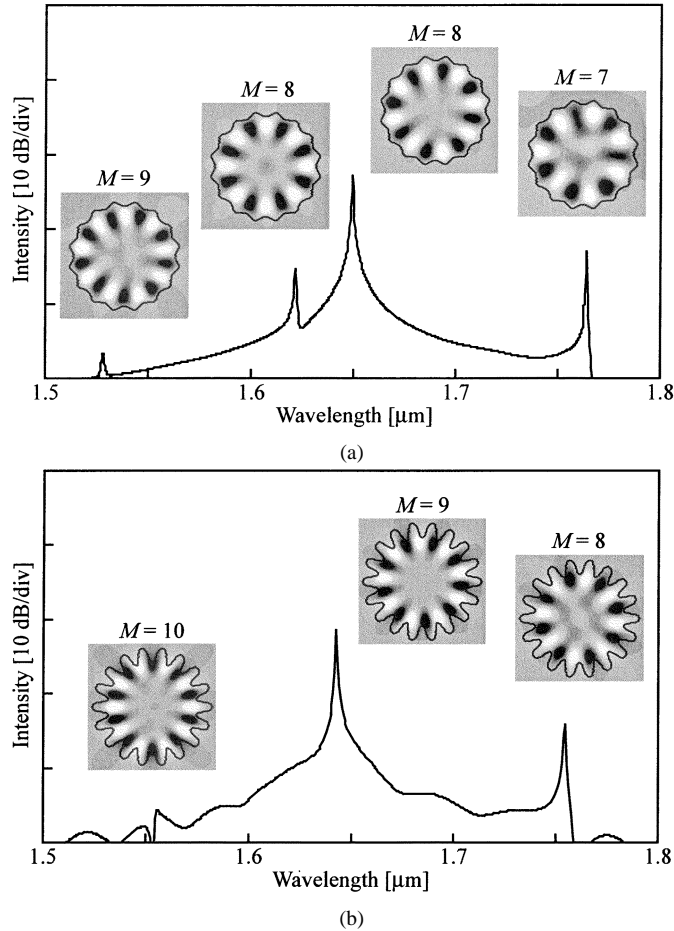 M = 8
M = 8
M = 7
M = 9
Intensity [10 dB/div]
1.5
1.6
1.7
1.8
Wavelength [μm]
(a)
M = 9
M = 8
M = 10
Intensity [10 dB/div]
1.5
1.6
1.7
1.8
Wavelength [μm]
(b)